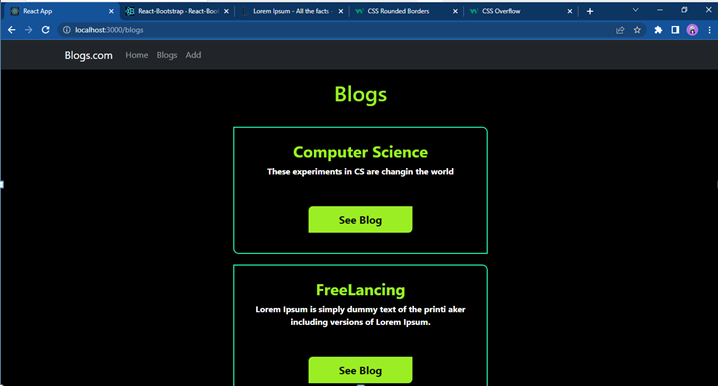 React App
React-Bootstrap · React-Boot
Lorem Ipsum - All the facts -
CSS Rounded Borders
CSS Overflow
localhost:3000/blogs
Blogs.com Home Blogs Add
Blogs
Computer Science
These experiments in CS are changin the world
See Blog
FreeLancing
Lorem Ipsum is simply dummy text of the printi aker
including versions of Lorem Ipsum.
See Blog